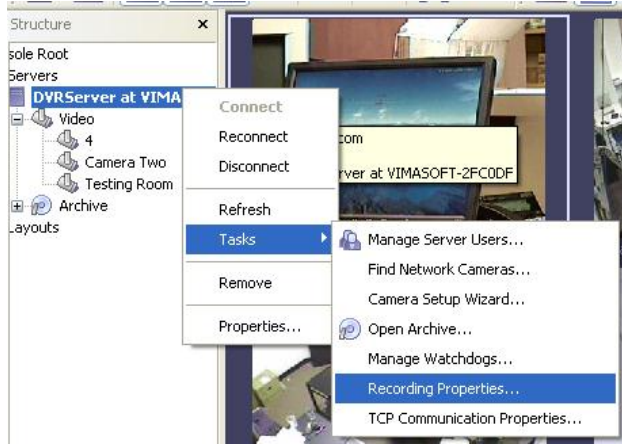 Structure
sole Root
Servers
DVRServer at VIMA
Video
4
Camera Two
Testing Room
Archive
Layouts
Connect
Reconnect
Disconnect
Refresh
Tasks
Remove
Properties...
com
rver at VIMASOFT-2FC0DF
Manage Server Users...
Find Network Cameras...
Camera Setup Wizard...
Open Archive...
Manage Watchdogs...
Recording Properties...
TCP Communication Properties...